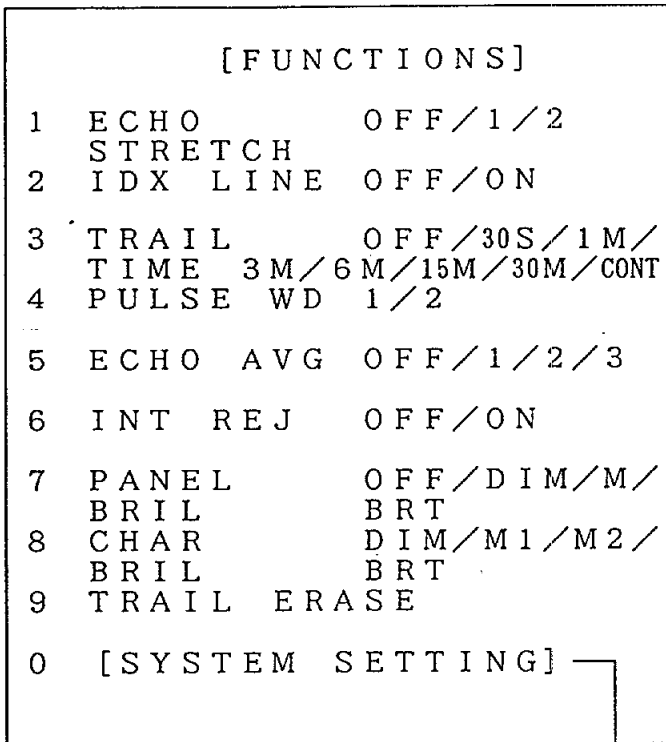 [FUNCTIONS]
1 ECHO OFF/1/2
STRETCH
2 IDX LINE OFF/ON
3 TRAIL OFF/30S/1M/
TIME 3M/6M/15M/30M/CONT
4 PULSE WD 1/2
5 ECHO AVG OFF/1/2/3
6 INT REJ OFF/ON
7 PANEL OFF/DIM/M/
BRIL BRT
8 CHAR DIM/M1/M2/
BRIL BRT
9 TRAIL ERASE
0 [SYSTEM SETTING]